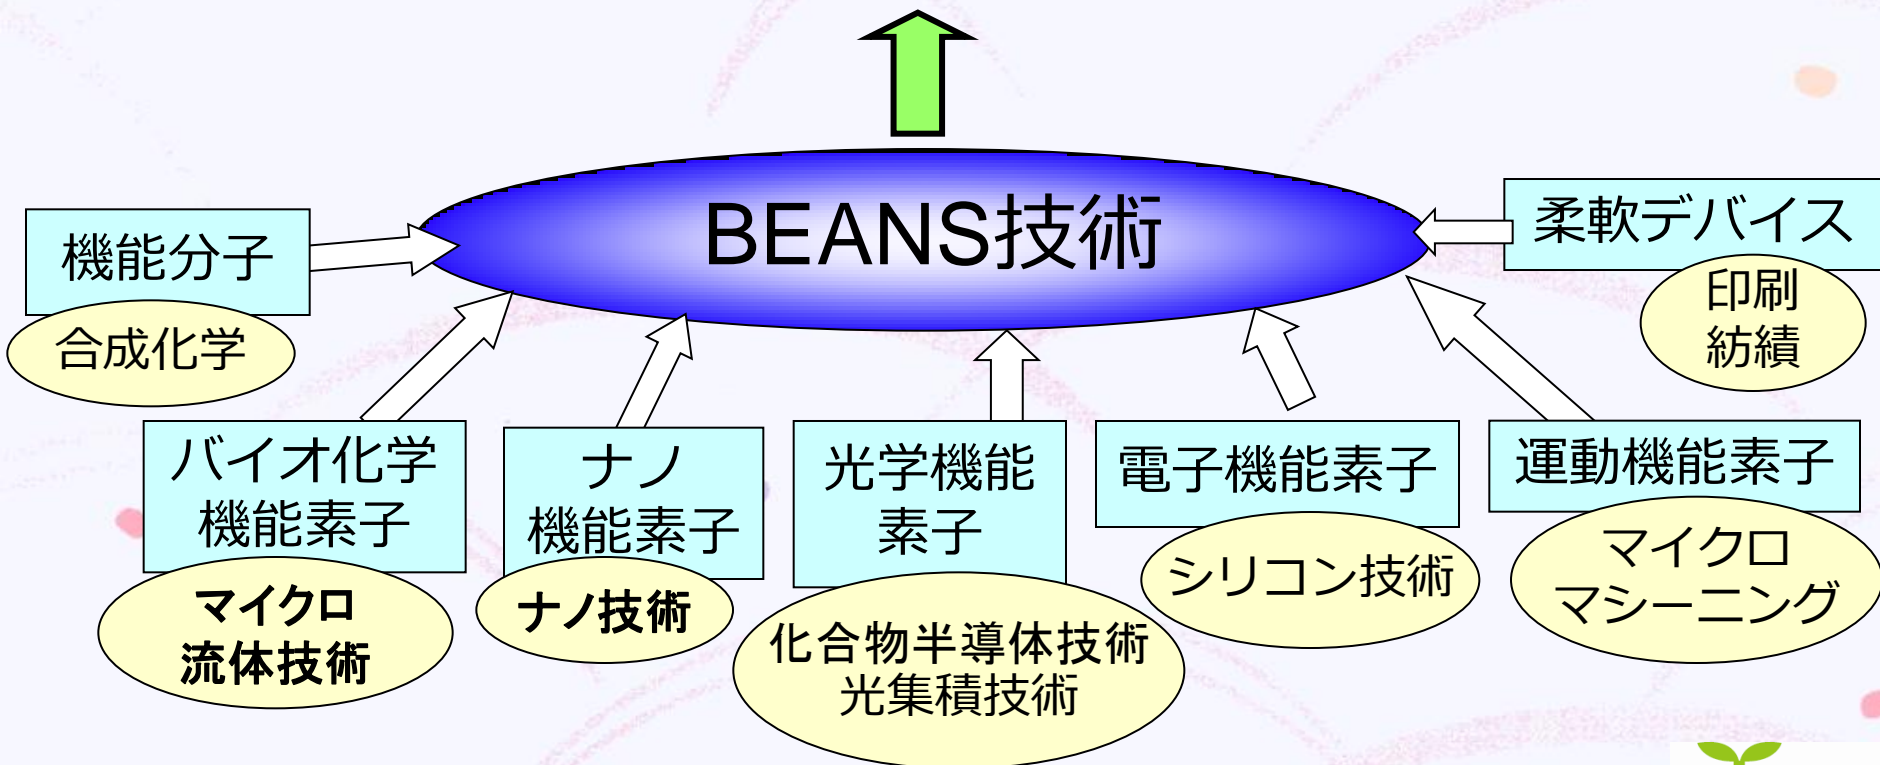 BEANS技術
機能分子
合成化学
バイオ化学
機能素子
マイクロ
流体技術
ナノ
機能素子
ナノ技術
光学機能
素子
化合物半導体技術
光集積技術
電子機能素子
シリコン技術
運動機能素子
マイクロ
マシーニング
柔軟デバイス
印刷
紡績